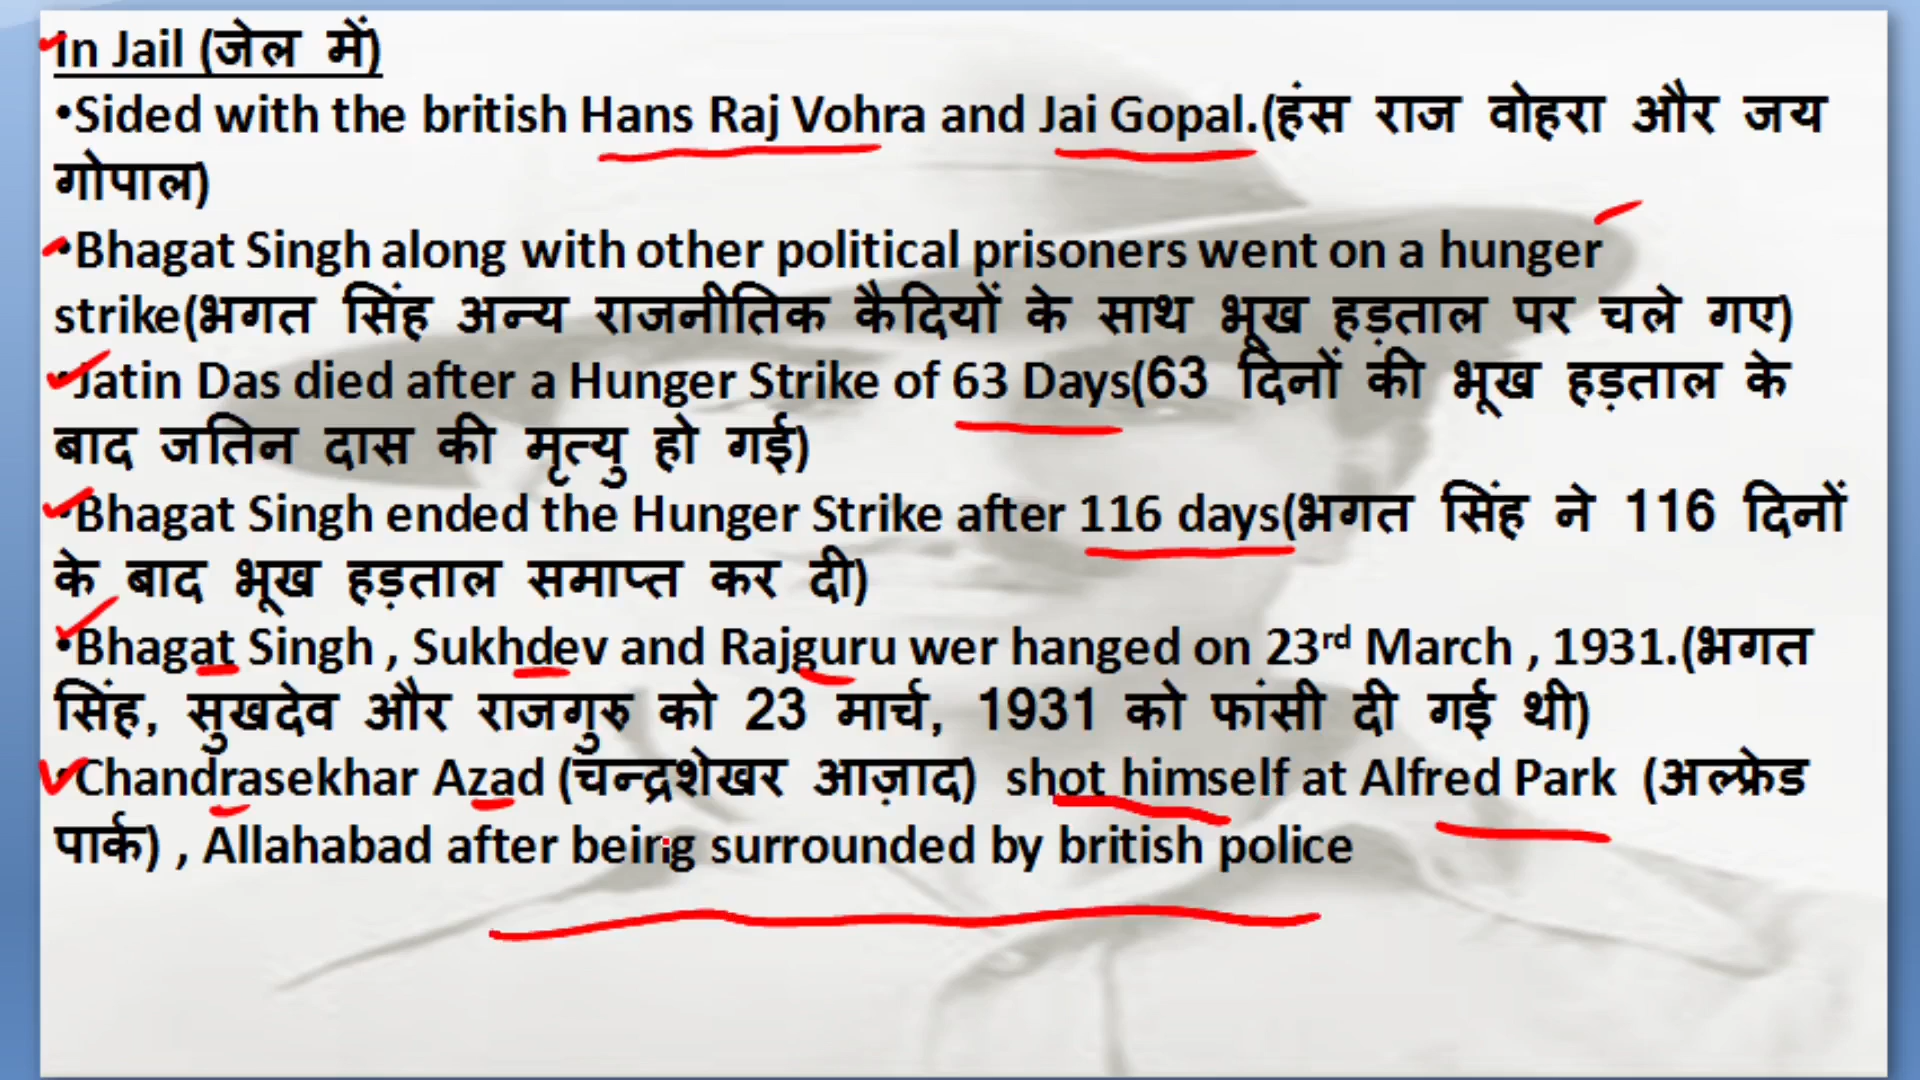 In Jail (जेल में)
•Sided with the british Hans Raj Vohra and Jai Gopal.(हंस राज वोहरा और जय
गोपाल)
•Bhagat Singh along with other political prisoners went on a hunger
strike(भगत सिंह अन्य राजनीतिक कैदियों के साथ भूख हड़ताल पर चले गए)
•Jatin Das died after a Hunger Strike of 63 Days(63 दिनों की भूख हड़ताल के
बाद जतिन दास की मृत्यु हो गई)
•Bhagat Singh ended the Hunger Strike after 116 days(भगत सिंह ने 116 दिनों
के बाद भूख हड़ताल समाप्त कर दी)
•Bhagat Singh , Sukhdev and Rajguru wer hanged on 23rd March , 1931.(भगत
सिंह, सुखदेव और राजगुरु को 23 मार्च, 1931 को फांसी दी गई थी)
•Chandrasekhar Azad (चन्द्रशेखर आज़ाद) shot himself at Alfred Park (अल्फ्रेड
पार्क) , Allahabad after being surrounded by british police